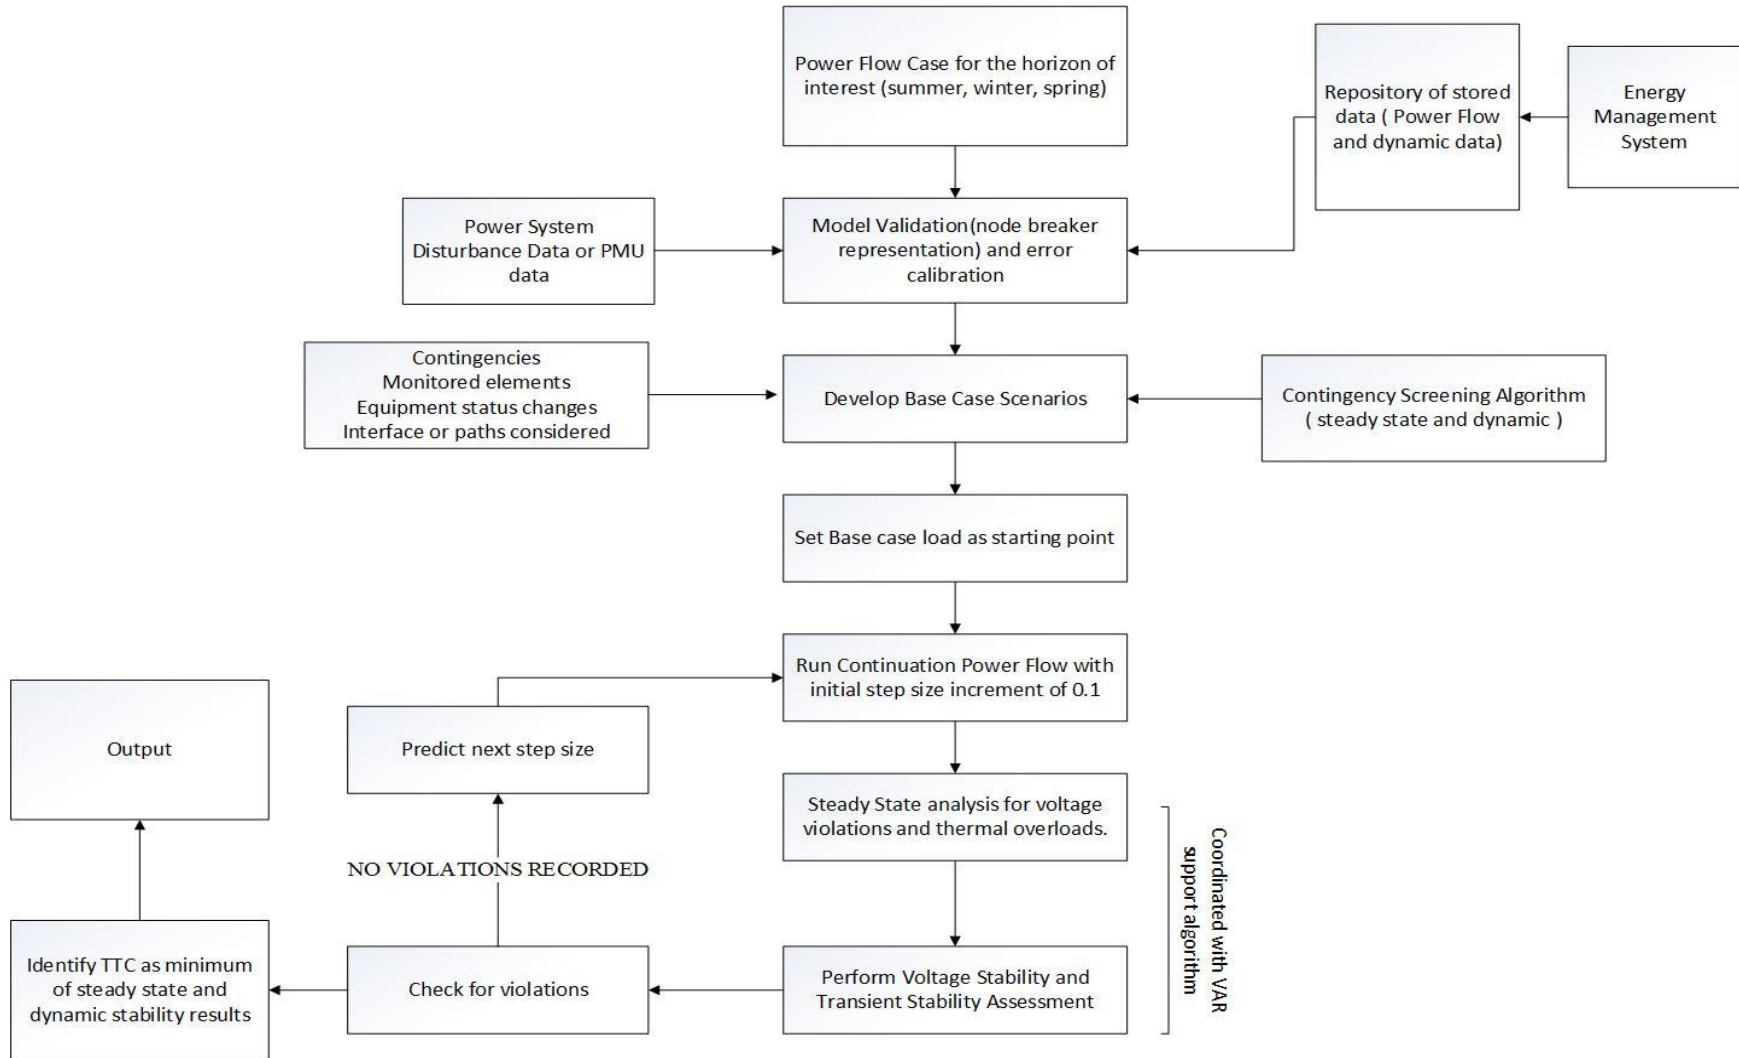 Power Flow Case for the horizon of
interest (summer, winter, spring)
Repository of stored
data ( Power Flow
and dynamic data)
Energy
Management
System
Power System
Disturbance Data or PMU
data
Model Validation(node breaker
representation) and error
calibration
Contingencies
Monitored elements
Equipment status changes
Interface or paths considered
Develop Base Case Scenarios
Contingency Screening Algorithm
( steady state and dynamic )
Set Base case load as starting point
Run Continuation Power Flow with
initial step size increment of 0.1
Output
Predict next step size
Steady State analysis for voltage
violations and thermal overloads.
Coordinated with VAR
support algorithm
NO VIOLATIONS RECORDED
Identify TTC as minimum
of steady state and
dynamic stability results
Check for violations
Perform Voltage Stability and
Transient Stability Assessment